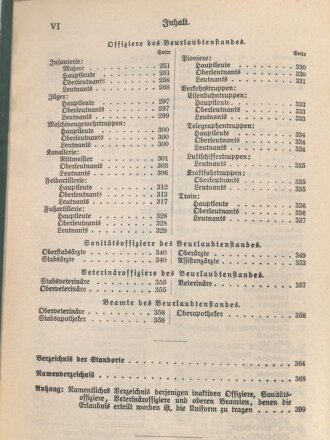 VI
Inhalt.
Offiziere des Beurlaubtenstandes.
Seite
Infanterie:
Majore 251
Hauptleute 251
Oberleutnants 258
Leutnants 268
Jäger:
Hauptleute 297
Oberleutnants 297
Leutnants 299
Maschinengewehrtruppen:
Hauptleute 300
Oberleutnants 300
Leutnants 300
Kavallerie:
Rittmeister 301
Oberleutnants 303
Leutnants 306
Feldartillerie:
Hauptleute 312
Oberleutnants 313
Leutnants 317
Fußartillerie:
Hauptleute 328
Oberleutnants 328
Leutnants 329
Seite
Pioniere:
Hauptleute 330
Oberleutnants 330
Leutnants 331
Verkehrstruppen:
Eisenbahntruppen:
Hauptleute 333
Oberleutnants 333
Leutnants 333
Telegraphentruppen:
Hauptleute 334
Oberleutnants 334
Leutnants 334
Luftschiffertruppen:
Leutnants 335
Kraftfahrtruppen:
Leutnants 335
Train:
Hauptleute 335
Oberleutnants 336
Leutnants 337
Sanitätsoffiziere des Beurlaubtenstandes.
Oberstabsärzte 340
Stabsärzte 340
Oberärzte 349
Assistenzärzte 353
Veterinäroffiziere des Beurlaubtenstandes.
Stabsveterinäre 355
Oberveterinäre 355
Veterinäre 357
Beamte des Beurlaubtenstandes.
Oberveterinäre 358
Stabsapotheker 358
Oberapotheker 358
Verzeichnis der Standorte 364
Namenverzeichnis 368
Anhang: Namentliches Verzeichnis derjenigen inaktiven Offiziere, Sanitäts-
offiziere, Veterinäroffiziere und oberen Beamten, denen die
Erlaubnis erteilt worden ist, die Uniform zu tragen 399